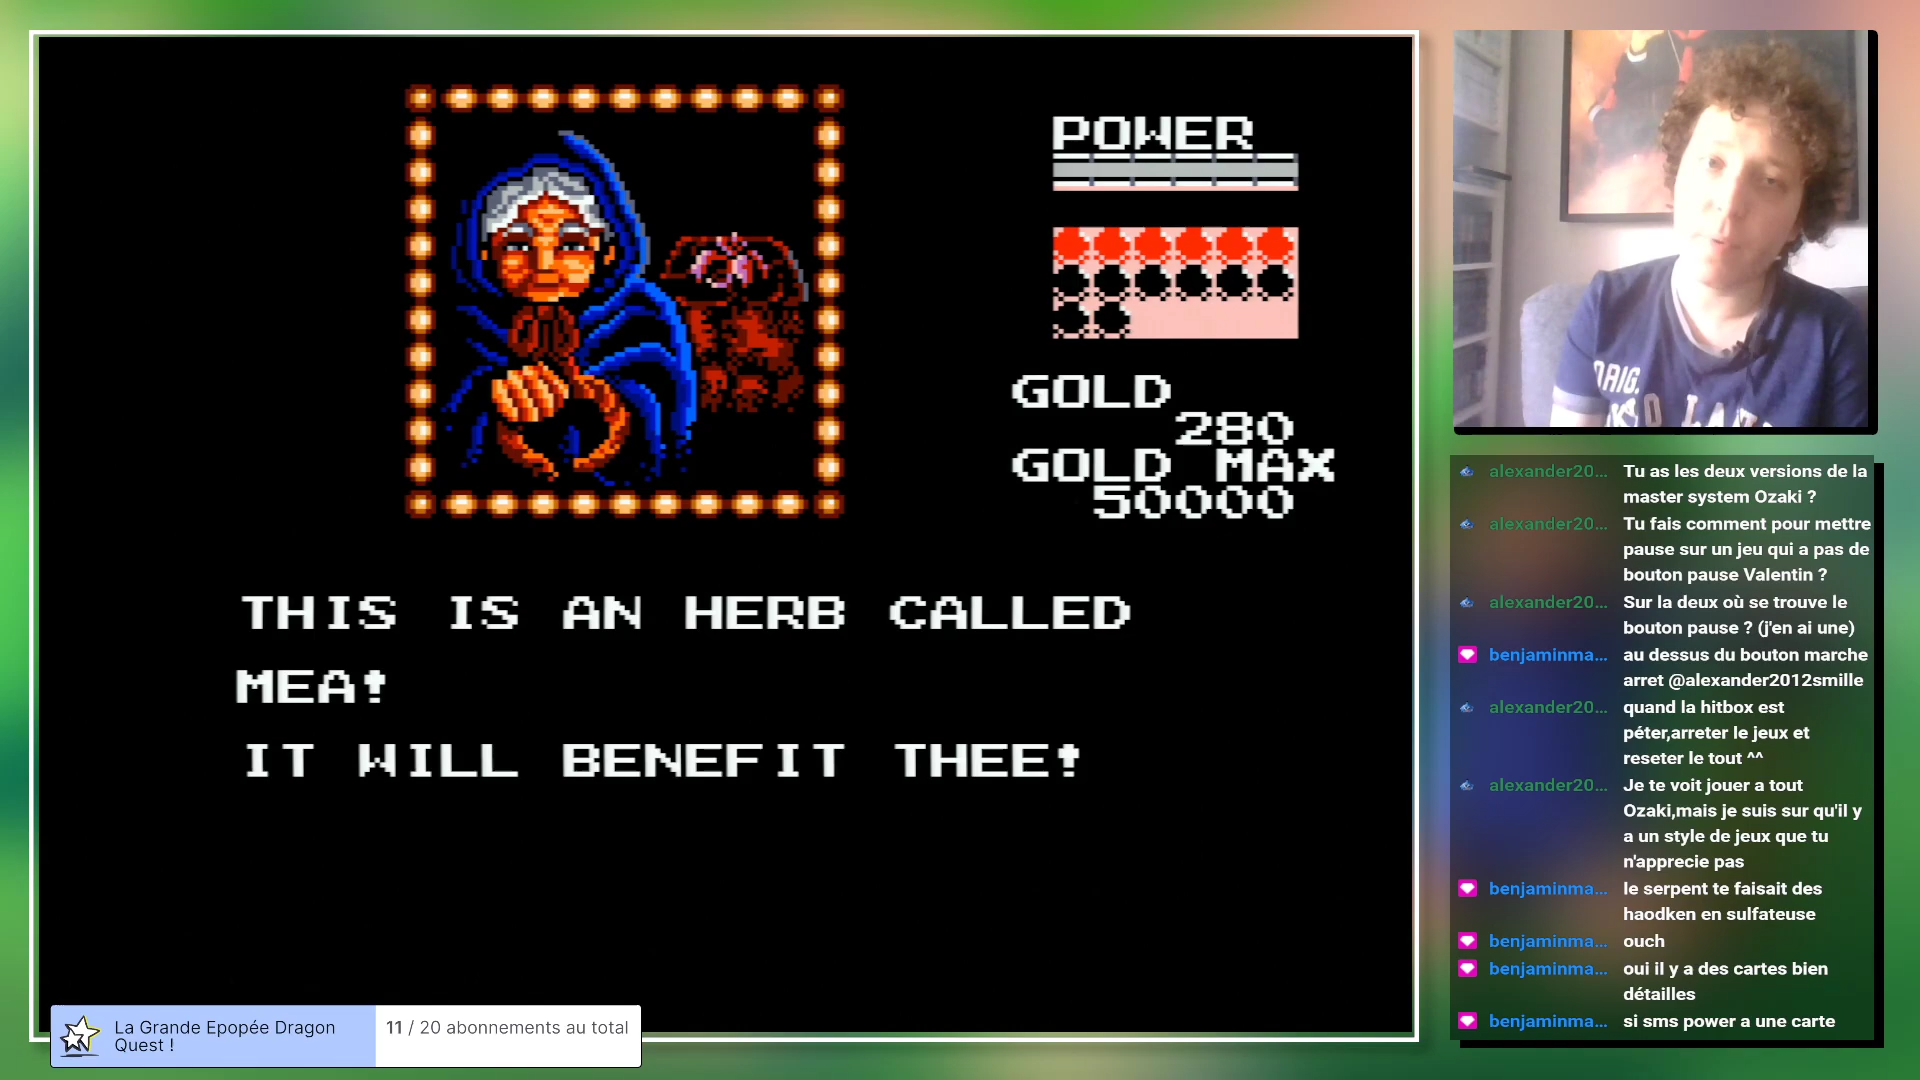 POWER
GOLD
280
GOLD MAX
50000
THIS IS AN HERB CALLED
MEA!
IT WILL BENEFIT THEE!
La Grande Epopée Dragon
Quest !
11 / 20 abonnements au total
ORIG.
alexander20... Tu as les deux versions de la
master system Ozaki ?
alexander20... Tu fais comment pour mettre
pause sur un jeu qui a pas de
bouton pause Valentin ?
alexander20... Sur la deux où se trouve le
bouton pause ? (j'en ai une)
benjaminma... au dessus du bouton marche
arret @alexander2012smille
alexander20... quand la hitbox est
péter,arreter le jeux et
reseter le tout ^^
alexander20... Je te voit jouer a tout
Ozaki,mais je suis sur qu'il y
a un style de jeux que tu
n'apprecie pas
benjaminma... le serpent te faisait des
haodken en sulfateuse
benjaminma... ouch
benjaminma... oui il y a des cartes bien
détailles
benjaminma... si sms power a une carte